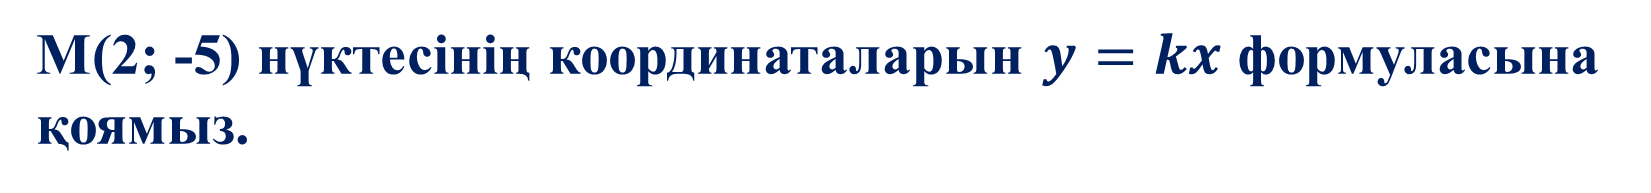 М(2; -5) нүктесінің координаталарын y = kx формуласына
қоямыз.